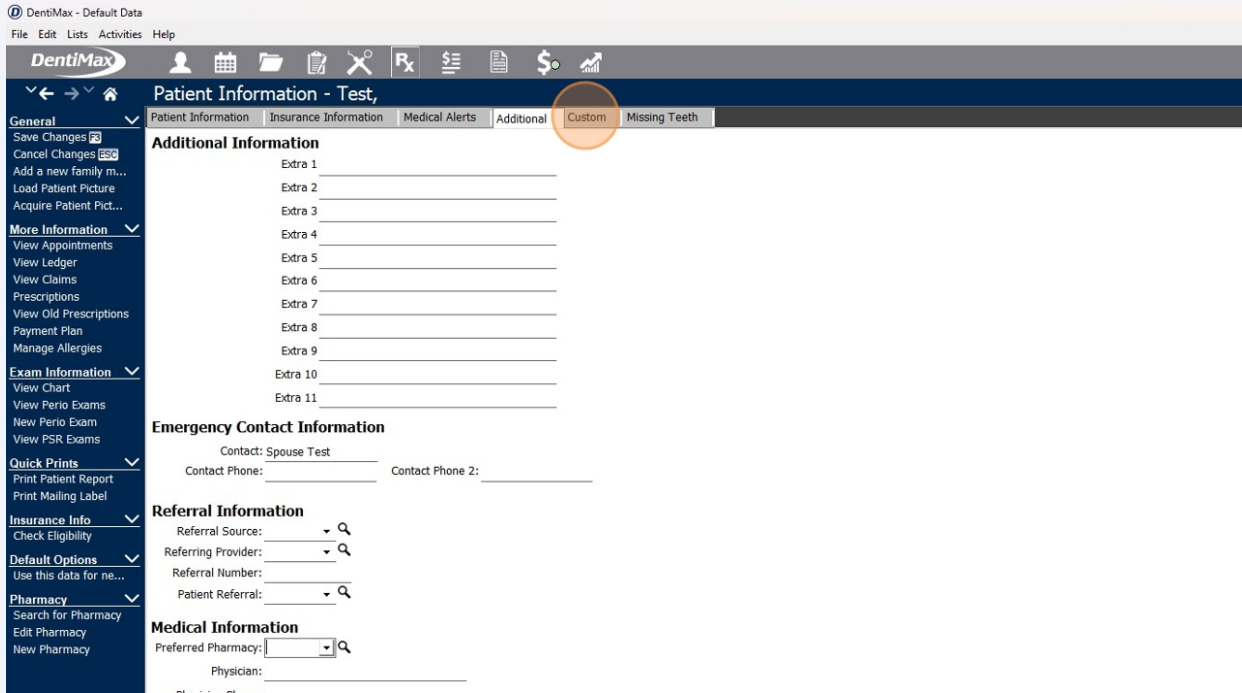 DentiMax - Default Data
File Edit Lists Activities Help
DentiMax
Rx
Patient Information - Test,
Patient Information Insurance Information Medical Alerts Additional Custom Missing Teeth
General
Save Changes F3
Cancel Changes ESC
Add a new family m...
Load Patient Picture
Acquire Patient Pict...
More Information
View Appointments
View Ledger
View Claims
Prescriptions
View Old Prescriptions
Payment Plan
Manage Allergies
Exam Information
View Chart
View Perio Exams
New Perio Exam
View PSR Exams
Quick Prints
Print Patient Report
Print Mailing Label
Insurance Info
Check Eligibility
Default Options
Use this data for ne...
Pharmacy
Search for Pharmacy
Edit Pharmacy
New Pharmacy
Additional Information
Extra 1
Extra 2
Extra 3
Extra 4
Extra 5
Extra 6
Extra 7
Extra 8
Extra 9
Extra 10
Extra 11
Emergency Contact Information
Contact: Spouse Test
Contact Phone: Contact Phone 2:
Referral Information
Referral Source:
Referring Provider:
Referral Number:
Patient Referral:
Medical Information
Preferred Pharmacy:
Physician: